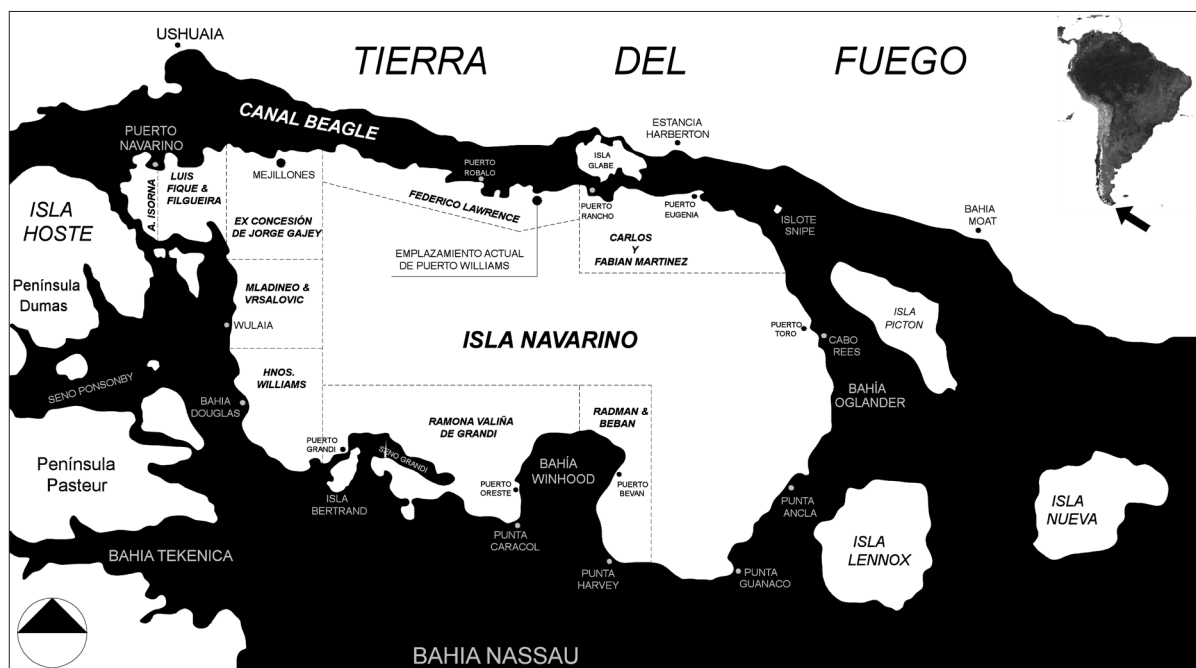 USHUAIA
TIERRA DEL FUEGO
CANAL BEAGLE
PUERTO
NAVARINO
MEJILLONES
PUERTO
ROBALO
ISLA
GLABE
ESTANCIA
HARBERTON
ISLA
HOSTE
A. ISORNA
LUIS
FIQUE &
FILGUEIRA
EX CONCESIÓN
DE JORGE GAJEY
FEDERICO LAWRENCE
PUERTO
RANCHO
PUERTO
EUGENIA
ISLOTE
SNIPE
BAHIA
MOAT
EMPLAZAMIENTO ACTUAL
DE PUERTO WILLIAMS
CARLOS
Y
FABIAN MARTINEZ
Península
Dumas
MLADINEO &
VRSALOVIC
WULAIA
ISLA NAVARINO
PUERTO
TORO
CABO
REES
ISLA
PICTON
SENO PONSONBY
HNOS.
WILLIAMS
BAHIA
DOUGLAS
BAHÍA
OGLANDER
RAMONA VALIÑA
DE GRANDI
RADMAN &
BEBAN
PUERTO
GRANDI
SENO GRANDI
Península
Pasteur
ISLA
BERTRAND
PUERTO
ORESTE
BAHÍA
WINHOOD
PUERTO
BEVAN
PUNTA
ANCLA
ISLA
NUEVA
PUNTA
CARACOL
ISLA
LENNOX
BAHIA TEKENICA
PUNTA
HARVEY
PUNTA
GUANACO
BAHIA NASSAU